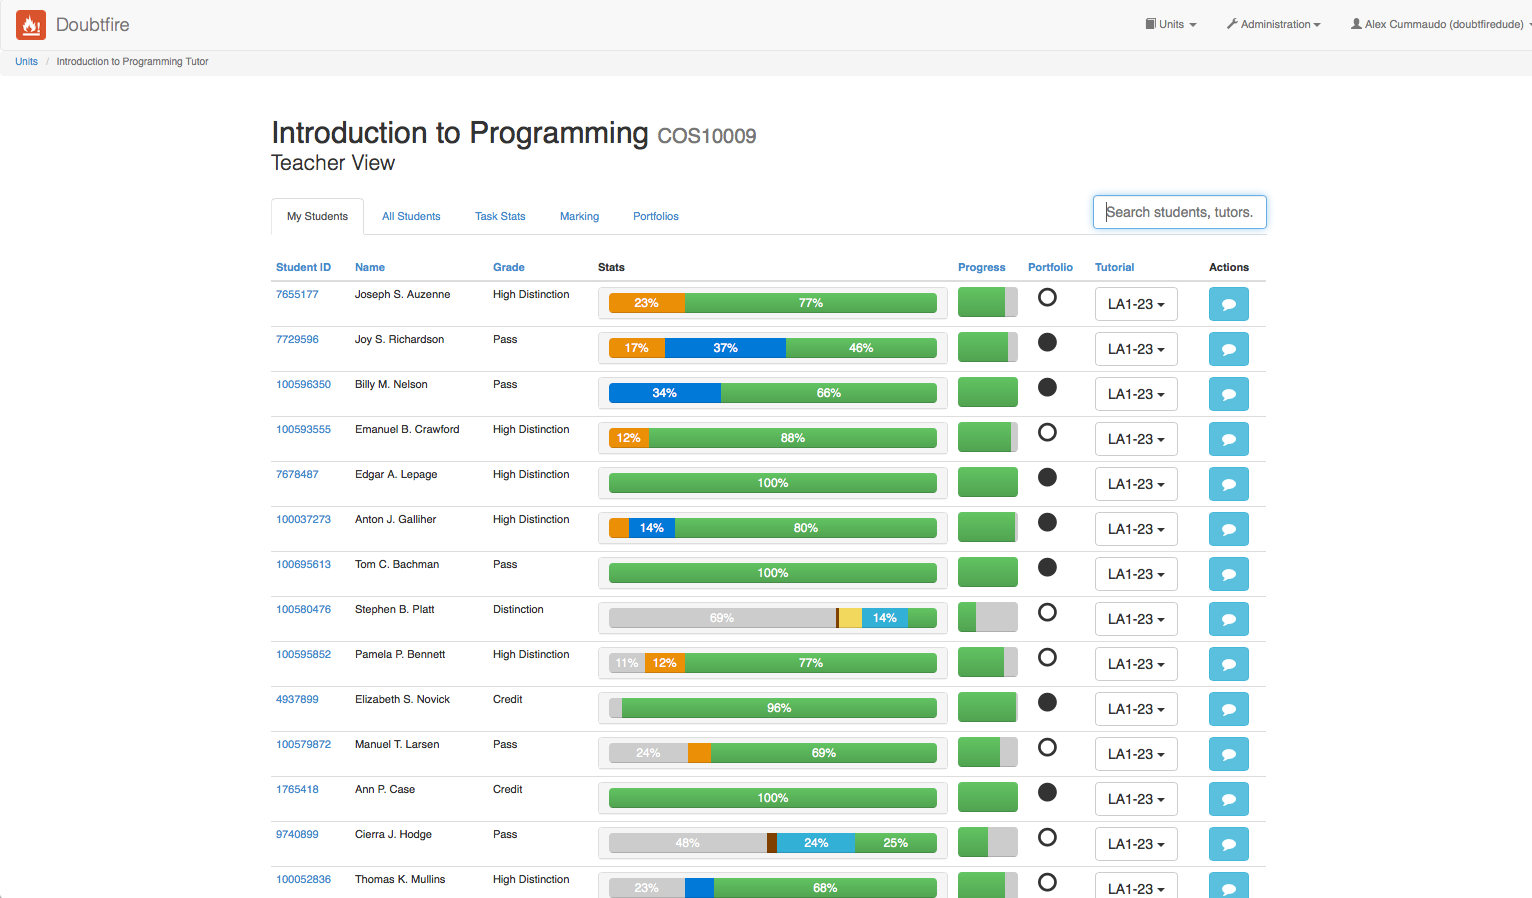 Doubtfire Units Administration Alex Cummaudo (doubtfiredude)
Units / Introduction to Programming Tutor
Introduction to Programming COS10009
Teacher View
My Students All Students Task Stats Marking Portfolios Search students, tutors.
Student ID Name Grade Stats Progress Portfolio Tutorial Actions
7655177 Joseph S. Auzenne High Distinction 23% 77% LA1-23
7729596 Joy S. Richardson Pass 17% 37% 46% LA1-23
100596350 Billy M. Nelson Pass 34% 66% LA1-23
100593555 Emanuel B. Crawford High Distinction 12% 88% LA1-23
7678487 Edgar A. Lepage High Distinction 100% LA1-23
100037273 Anton J. Galliher High Distinction 14% 80% LA1-23
100695613 Tom C. Bachman Pass 100% LA1-23
100580476 Stephen B. Platt Distinction 69% 14% LA1-23
100595852 Pamela P. Bennett High Distinction 11% 12% 77% LA1-23
4937899 Elizabeth S. Novick Credit 96% LA1-23
100579872 Manuel T. Larsen Pass 24% 69% LA1-23
1765418 Ann P. Case Credit 100% LA1-23
9740899 Cierra J. Hodge Pass 48% 24% 25% LA1-23
100052836 Thomas K. Mullins High Distinction 23% 68% LA1-23